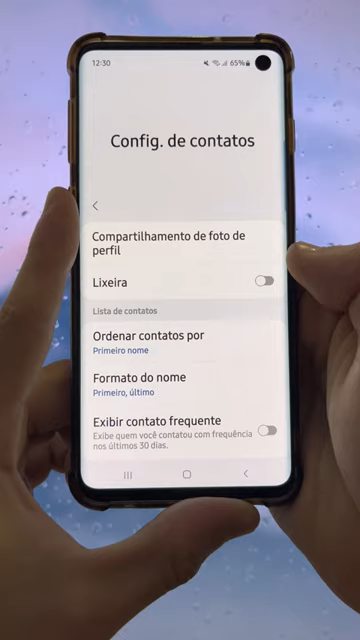 12:30
65%
Config. de contatos
Compartilhamento de foto de
perfil
Lixeira
Lista de contatos
Ordenar contatos por
Primeiro nome
Formato do nome
Primeiro, último
Exibir contato frequente
Exibe quem você contatou com frequência
nos últimos 30 dias.